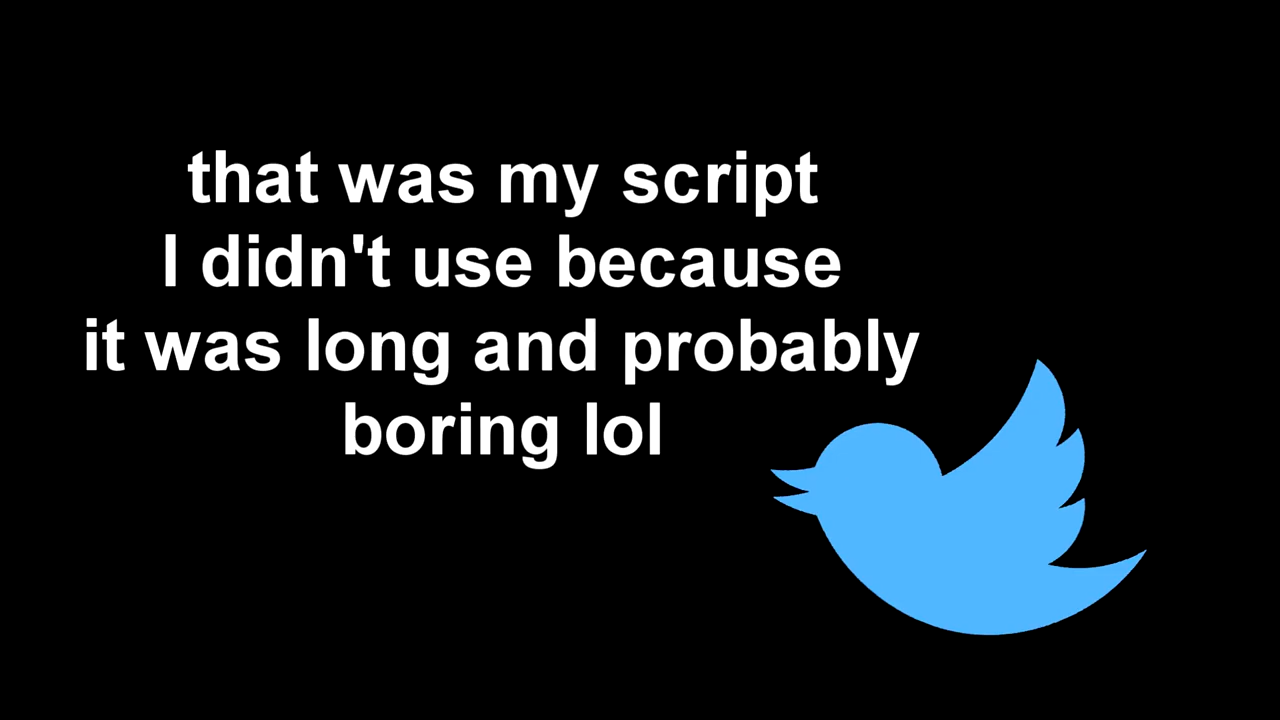 that was my script
I didn't use because
it was long and probably
boring lol